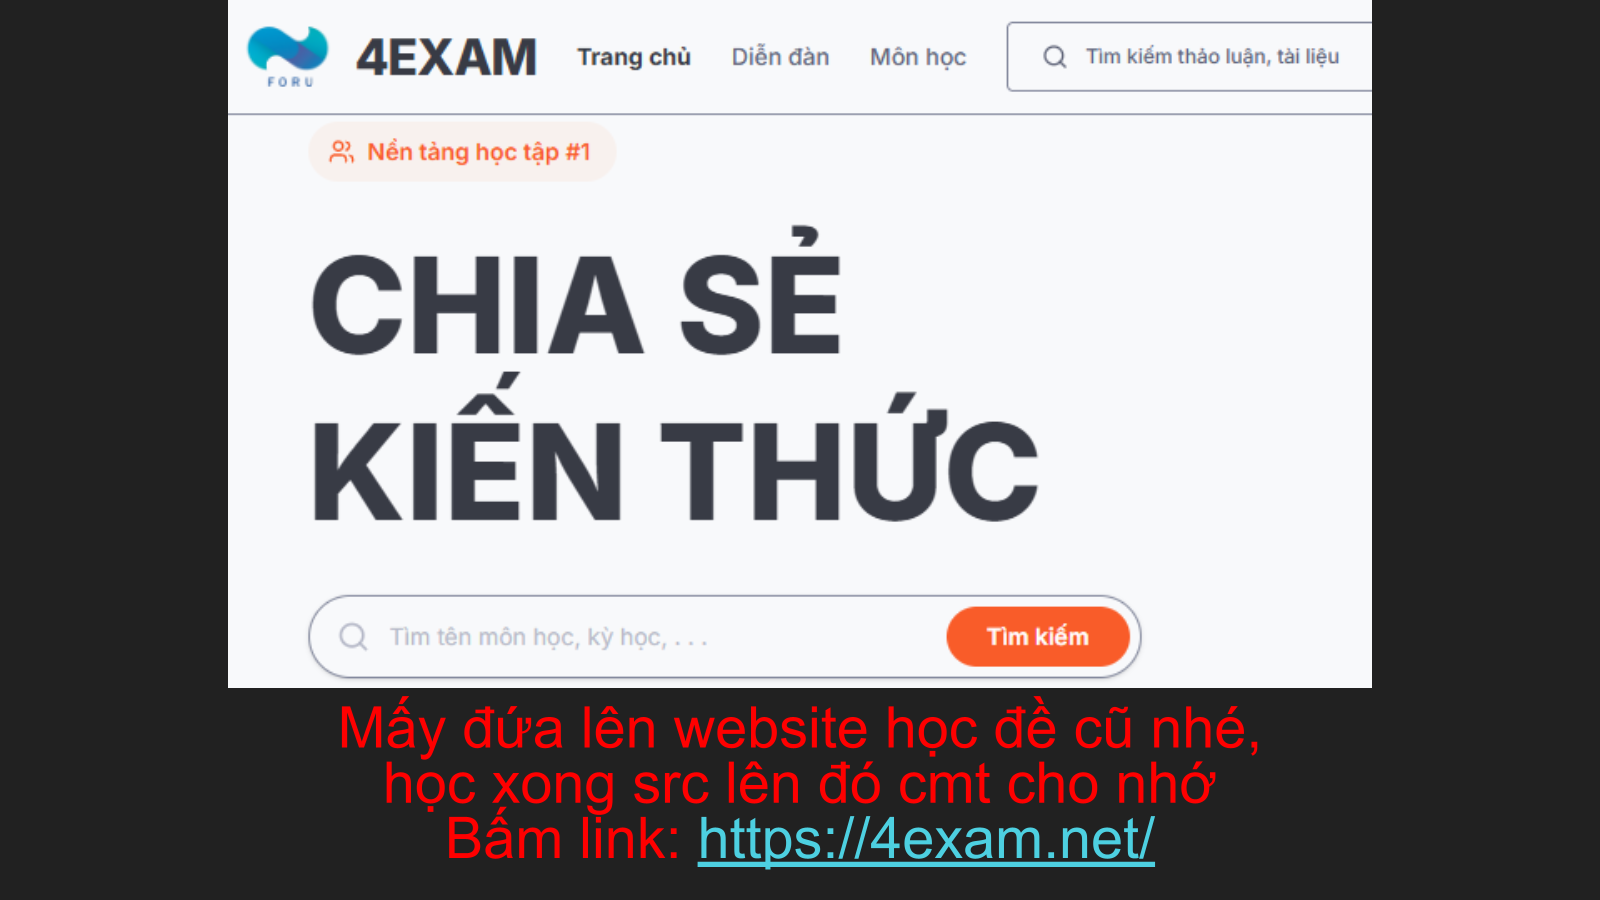 FORU
4EXAM
Trang chủ
Diễn đàn
Môn học
Tìm kiếm thảo luận, tài liệu
Nền tảng học tập #1
CHIA SẺ
KIẾN THỨC
Tìm tên môn học, kỳ học, . . .
Tìm kiếm
Mấy đứa lên website học đề cũ nhé,
học xong src lên đó cmt cho nhớ
Bấm link: https://4exam.net/